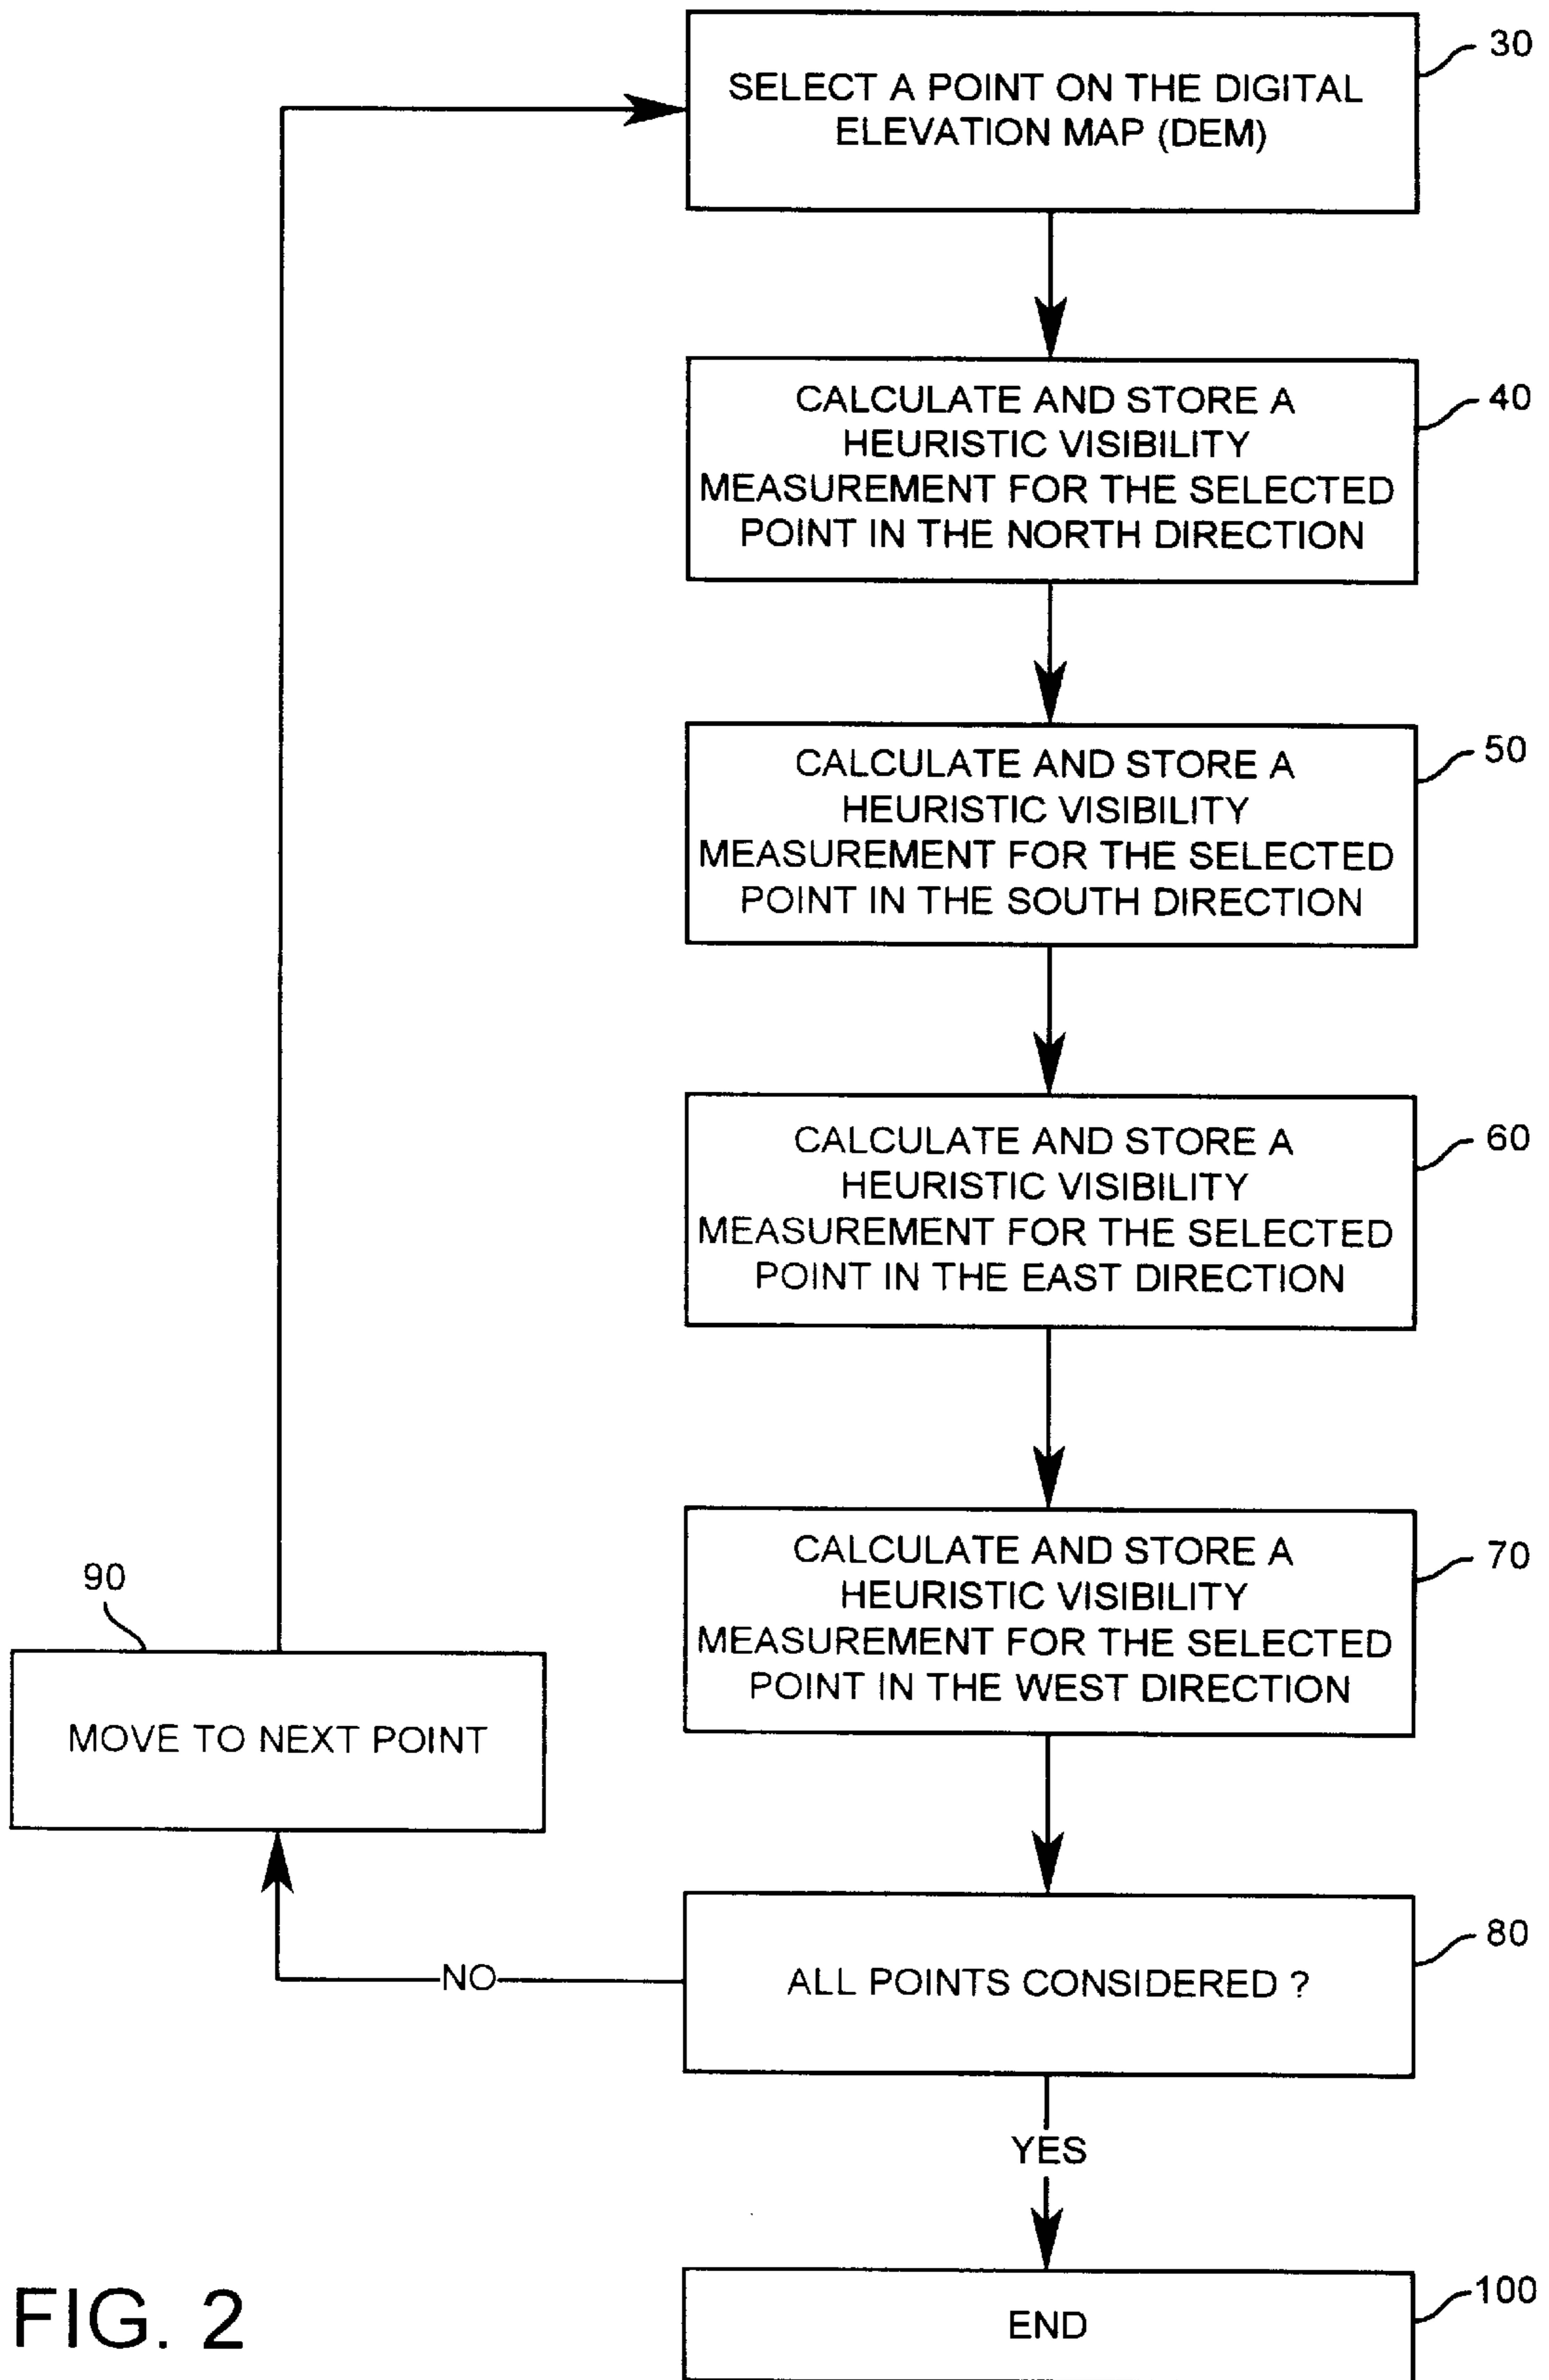 30
SELECT A POINT ON THE DIGITAL
ELEVATION MAP (DEM)
40
CALCULATE AND STORE A
HEURISTIC VISIBILITY
MEASUREMENT FOR THE SELECTED
POINT IN THE NORTH DIRECTION
50
CALCULATE AND STORE A
HEURISTIC VISIBILITY
MEASUREMENT FOR THE SELECTED
POINT IN THE SOUTH DIRECTION
60
CALCULATE AND STORE A
HEURISTIC VISIBILITY
MEASUREMENT FOR THE SELECTED
POINT IN THE EAST DIRECTION
70
CALCULATE AND STORE A
HEURISTIC VISIBILITY
MEASUREMENT FOR THE SELECTED
POINT IN THE WEST DIRECTION
90
MOVE TO NEXT POINT
80
ALL POINTS CONSIDERED ?
NO
YES
100
END
FIG. 2